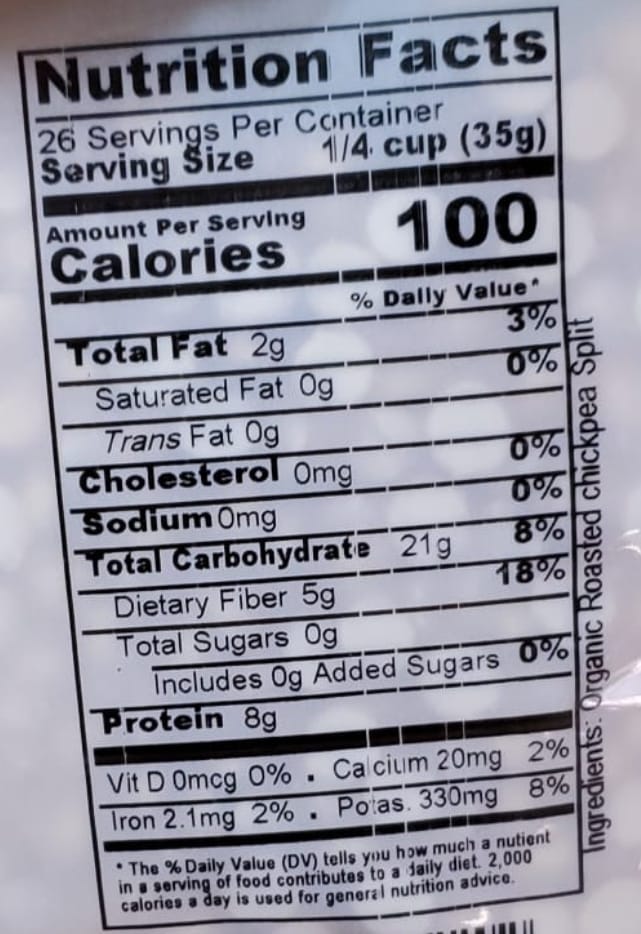 Nutrition Facts
26 Servings Per Container
Serving Size 1/4 cup (35g)
Amount Per Serving
Calories 100
% Daily Value*
Total Fat 2g 3%
Saturated Fat 0g 0%
Trans Fat 0g
Cholesterol 0mg 0%
Sodium 0mg 0%
Total Carbohydrate 21g 8%
Dietary Fiber 5g 18%
Total Sugars 0g
Includes 0g Added Sugars 0%
Protein 8g
Vit D 0mcg 0% . Calcium 20mg 2%
Iron 2.1mg 2% . Potas. 330mg 8%
* The % Daily Value (DV) tells you how much a nutient
in a serving of food contributes to a daily diet. 2,000
calories a day is used for general nutrition advice.
Ingredients: Organic Roasted chickpea Split